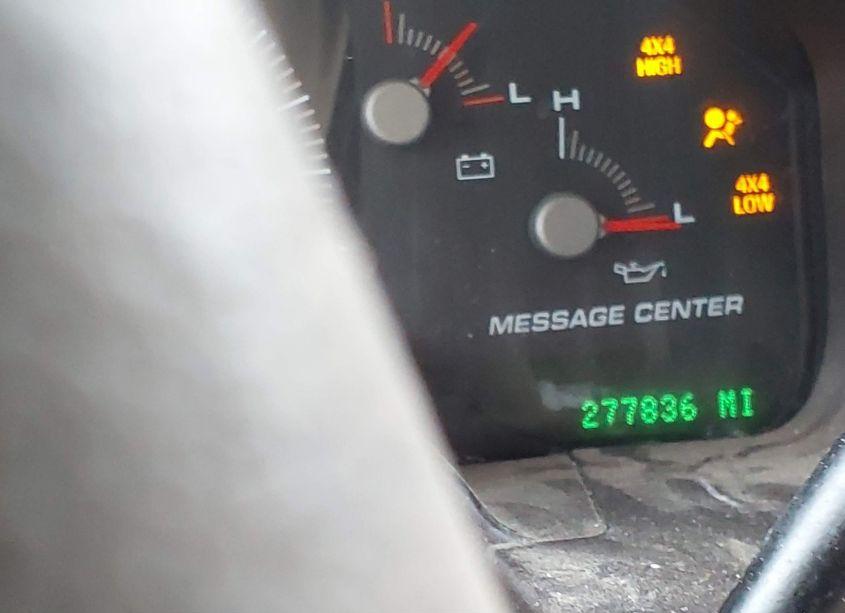 4X4
HIGH
L
H
4X4
LOW
L
MESSAGE CENTER
277836 MI